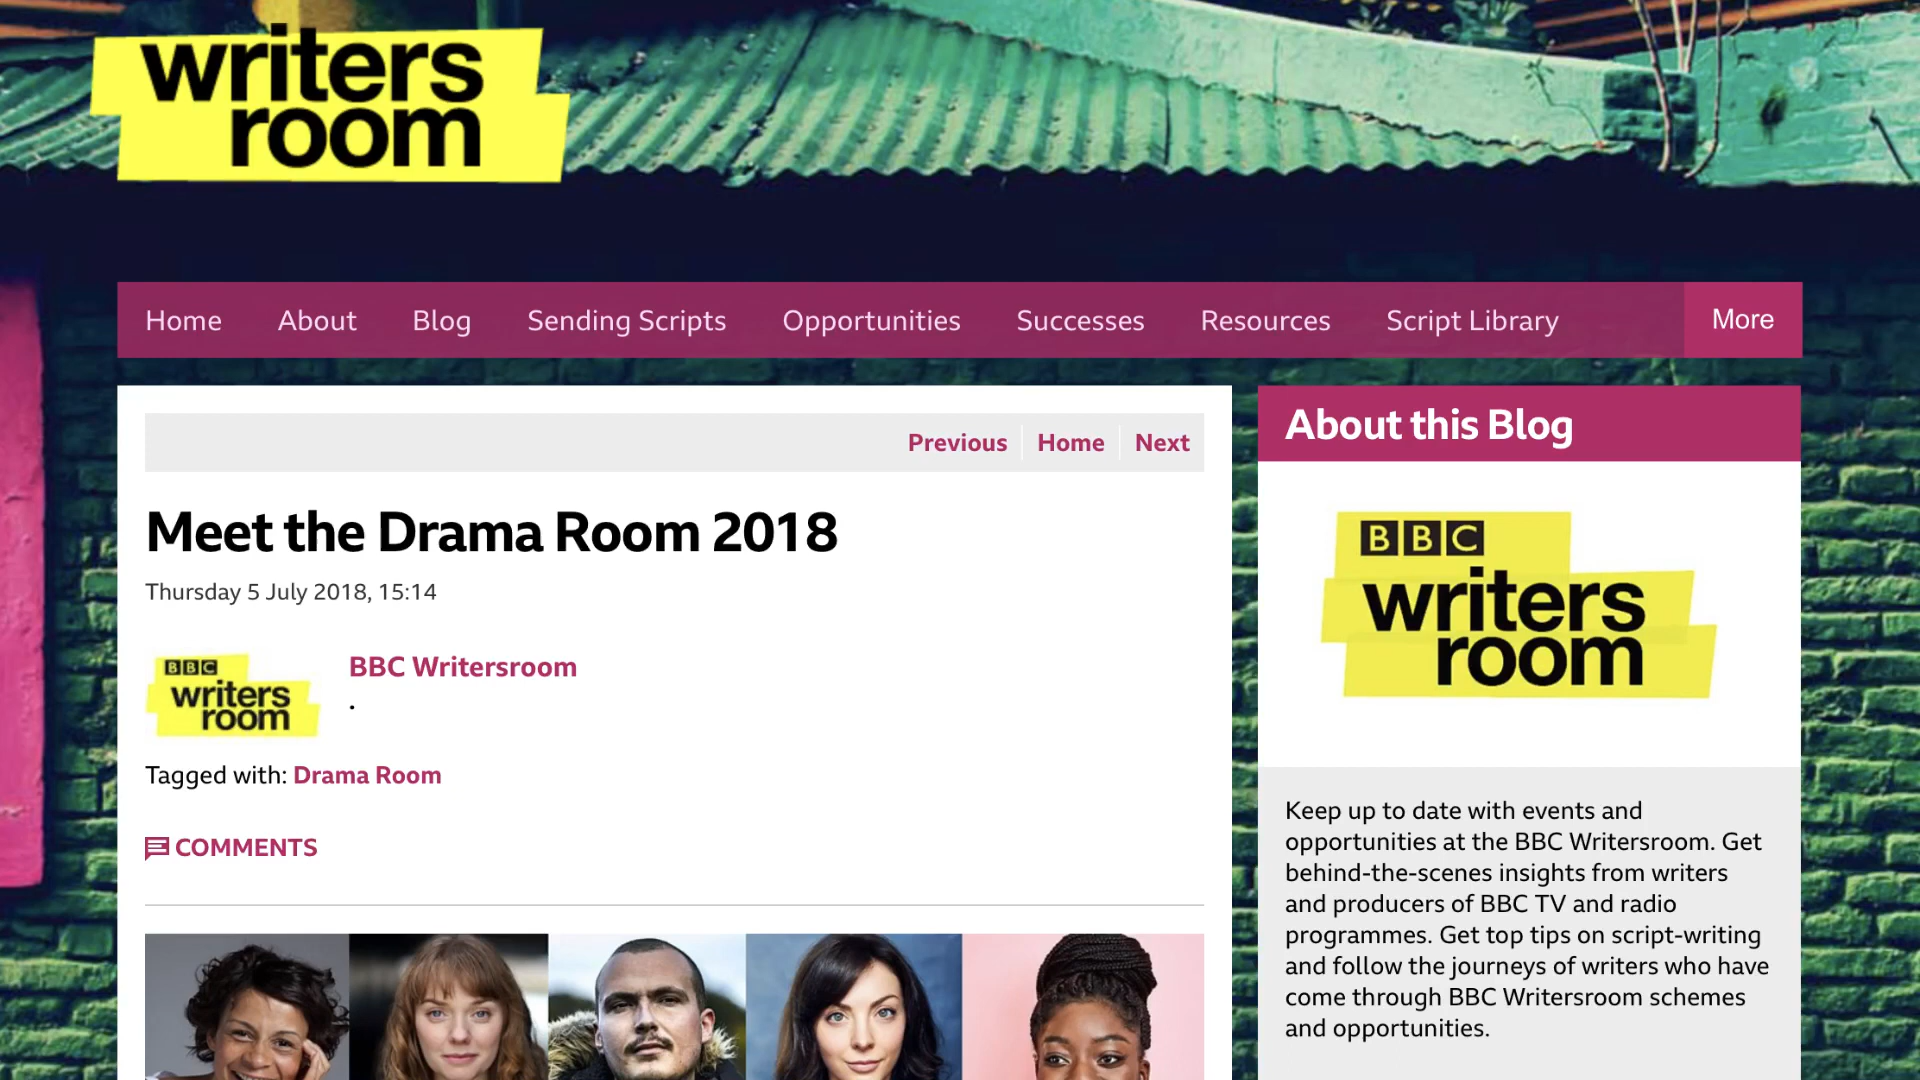 writers
room
Home About Blog Sending Scripts Opportunities Successes Resources Script Library More
Previous Home Next
Meet the Drama Room 2018
Thursday 5 July 2018, 15:14
BBC
writers
room
BBC Writersroom
.
Tagged with: Drama Room
COMMENTS
About this Blog
BBC
writers
room
Keep up to date with events and
opportunities at the BBC Writersroom. Get
behind-the-scenes insights from writers
and producers of BBC TV and radio
programmes. Get top tips on script-writing
and follow the journeys of writers who have
come through BBC Writersroom schemes
and opportunities.